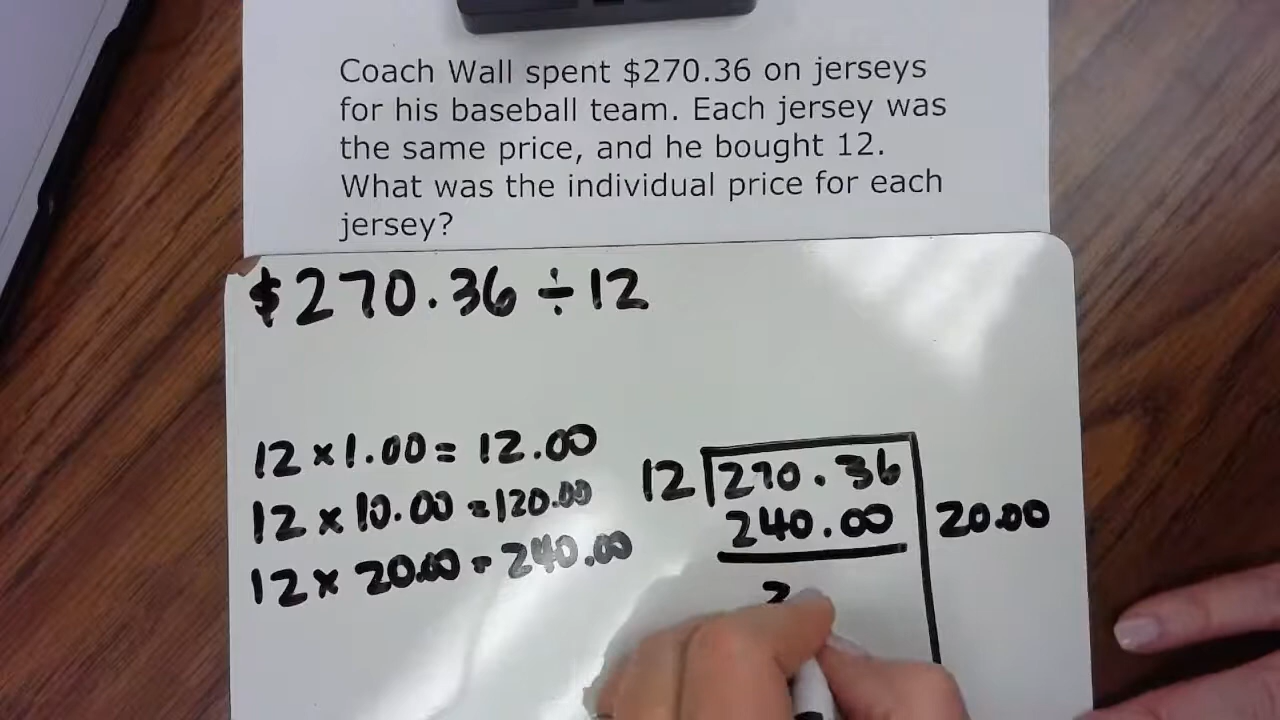 Coach Wall spent $270.36 on jerseys
for his baseball team. Each jersey was
the same price, and he bought 12.
What was the individual price for each
jersey?
$270.36 ÷ 12
12 × 1.00 = 12.00
12 × 10.00 = 120.00
12 × 20.00 = 240.00
12 270.36
240.00 20.00